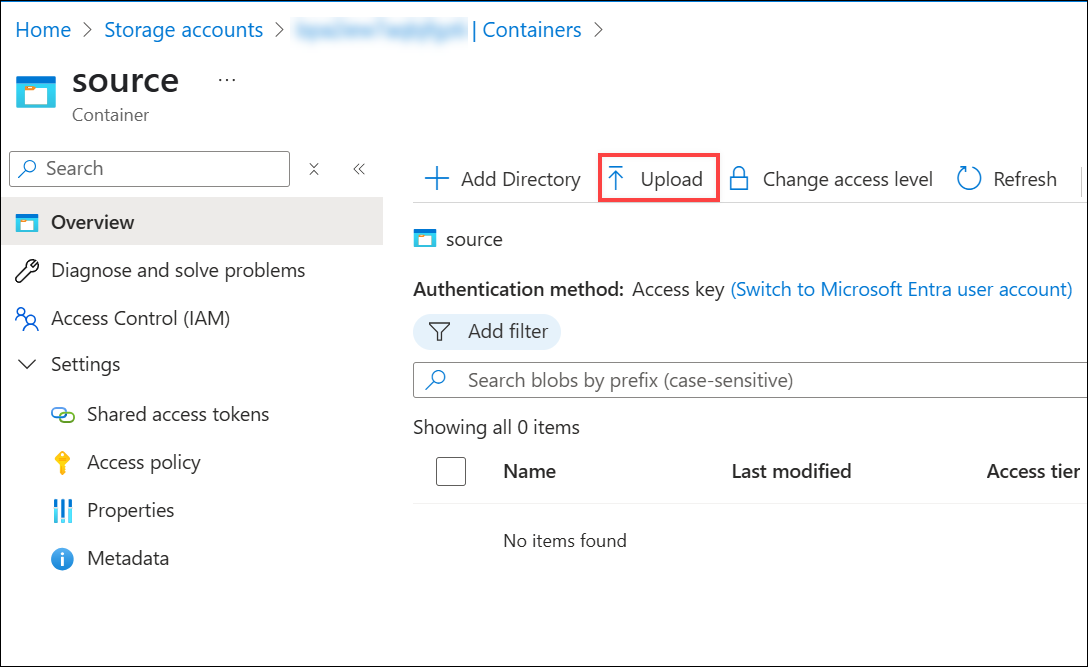 Home > Storage accounts > | Containers >
source ...
Container
Search
Overview
Diagnose and solve problems
Access Control (IAM)
Settings
Shared access tokens
Access policy
Properties
Metadata
Add Directory Upload Change access level Refresh
source
Authentication method: Access key (Switch to Microsoft Entra user account)
Add filter
Search blobs by prefix (case-sensitive)
Showing all 0 items
Name Last modified Access tier
No items found